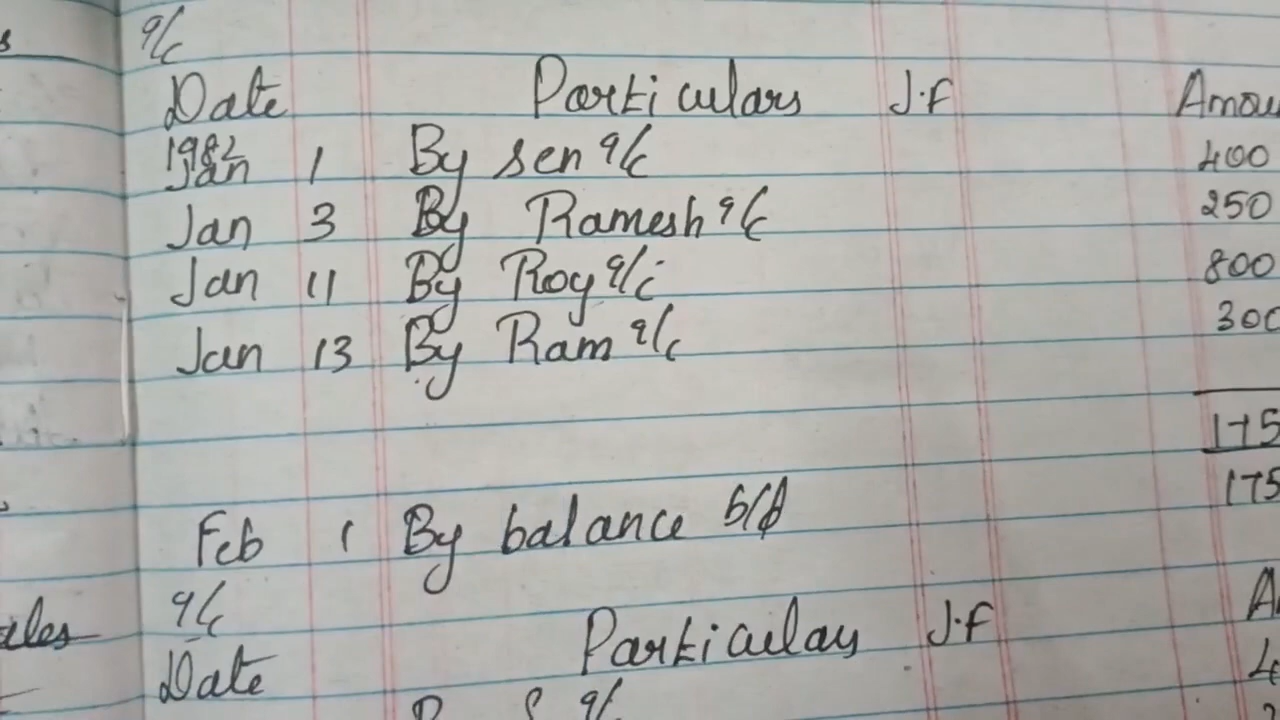 a/c
Date Particulars J.F
1982
Jan 1 By Sen a/c 400
Jan 3 By Ramesh a/c 250
Jan 11 By Roy a/c 800
Jan 13 By Ram a/c 300
175
Feb 1 By balance b/d 175
a/c
Date Particulars J.F